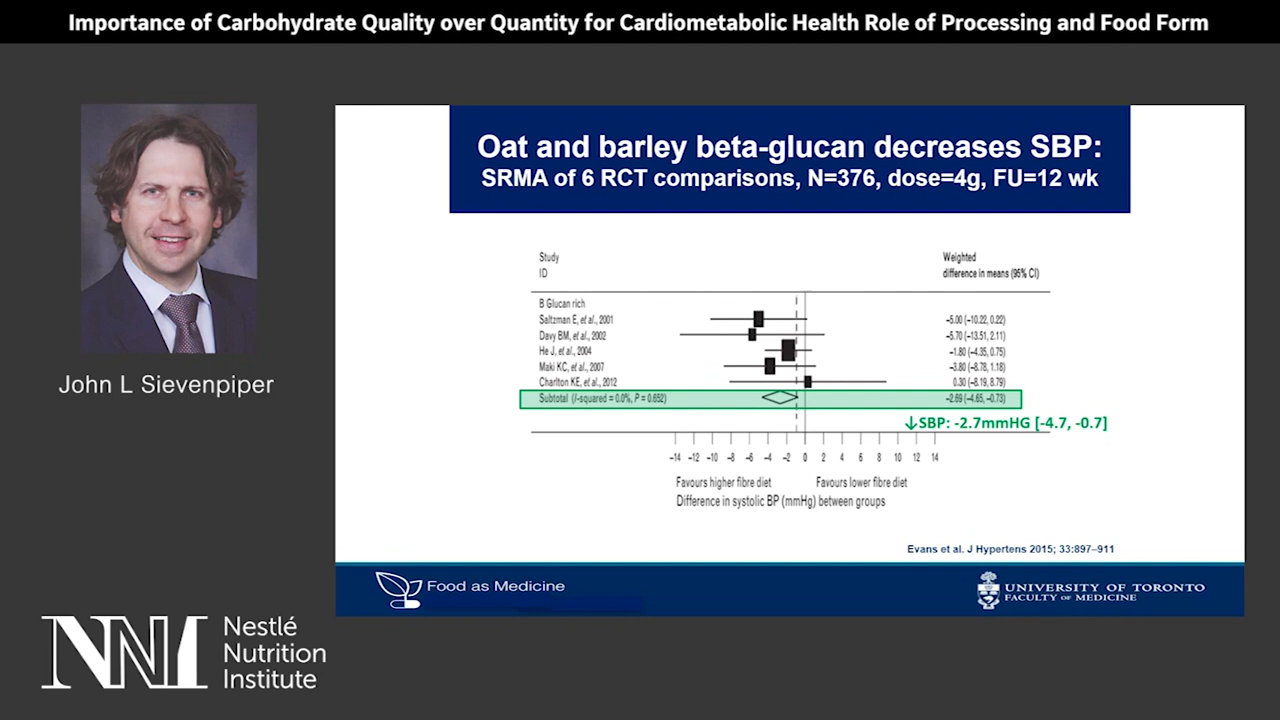 Importance of Carbohydrate Quality over Quantity for Cardiometabolic Health Role of Processing and Food Form
John L Sievenpiper
Oat and barley beta-glucan decreases SBP:
SRMA of 6 RCT comparisons, N=376, dose=4g, FU=12 wk
Study
ID
Weighted
difference in means (95% CI)
B Glucan rich
Saltzman E, et al., 2001 −5.00 (−10.22, 0.22)
Davy BM, et al., 2002 −5.70 (−13.51, 2.11)
He J, et al., 2004 −1.80 (−4.35, 0.75)
Maki KC, et al., 2007 −3.80 (−8.78, 1.18)
Charlton KE, et al., 2012 0.30 (−8.19, 8.79)
Subtotal (I-squared = 0.0%, P = 0.652) −2.69 (−4.65, −0.73)
↓SBP: -2.7mmHG [-4.7, -0.7]
−14 −12 −10 −8 −6 −4 −2 0 2 4 6 8 10 12 14
Favours higher fibre diet Favours lower fibre diet
Difference in systolic BP (mmHg) between groups
Evans et al. J Hypertens 2015; 33:897–911
Food as Medicine
UNIVERSITY OF TORONTO
FACULTY OF MEDICINE
NNI
Nestlé
Nutrition
Institute